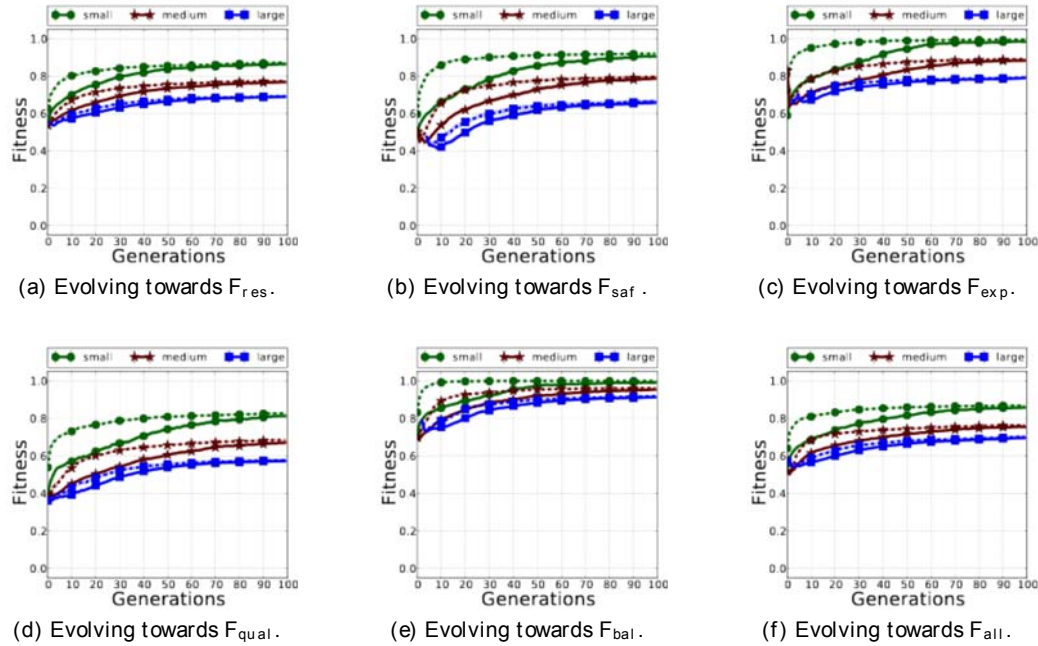 small medium large
small medium large
small medium large
Fitness
1.0
0.8
0.6
0.4
0.2
0.0
0 10 20 30 40 50 60 70 80 90 100
Generations
Fitness
1.0
0.8
0.6
0.4
0.2
0.0
0 10 20 30 40 50 60 70 80 90 100
Generations
Fitness
1.0
0.8
0.6
0.4
0.2
0.0
0 10 20 30 40 50 60 70 80 90 100
Generations
(a) Evolving towards Fres.
(b) Evolving towards Fsaf .
(c) Evolving towards Fexp.
small medium large
small medium large
small medium large
Fitness
1.0
0.8
0.6
0.4
0.2
0.0
0 10 20 30 40 50 60 70 80 90 100
Generations
Fitness
1.0
0.8
0.6
0.4
0.2
0.0
0 10 20 30 40 50 60 70 80 90 100
Generations
Fitness
1.0
0.8
0.6
0.4
0.2
0.0
0 10 20 30 40 50 60 70 80 90 100
Generations
(d) Evolving towards Fqual.
(e) Evolving towards Fbal.
(f) Evolving towards Fall.